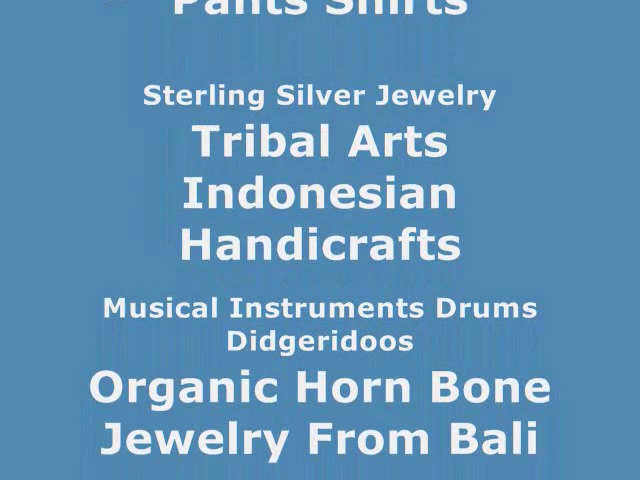 Pants Shirts
Sterling Silver Jewelry
Tribal Arts
Indonesian
Handicrafts
Musical Instruments Drums
Didgeridoos
Organic Horn Bone
Jewelry From Bali